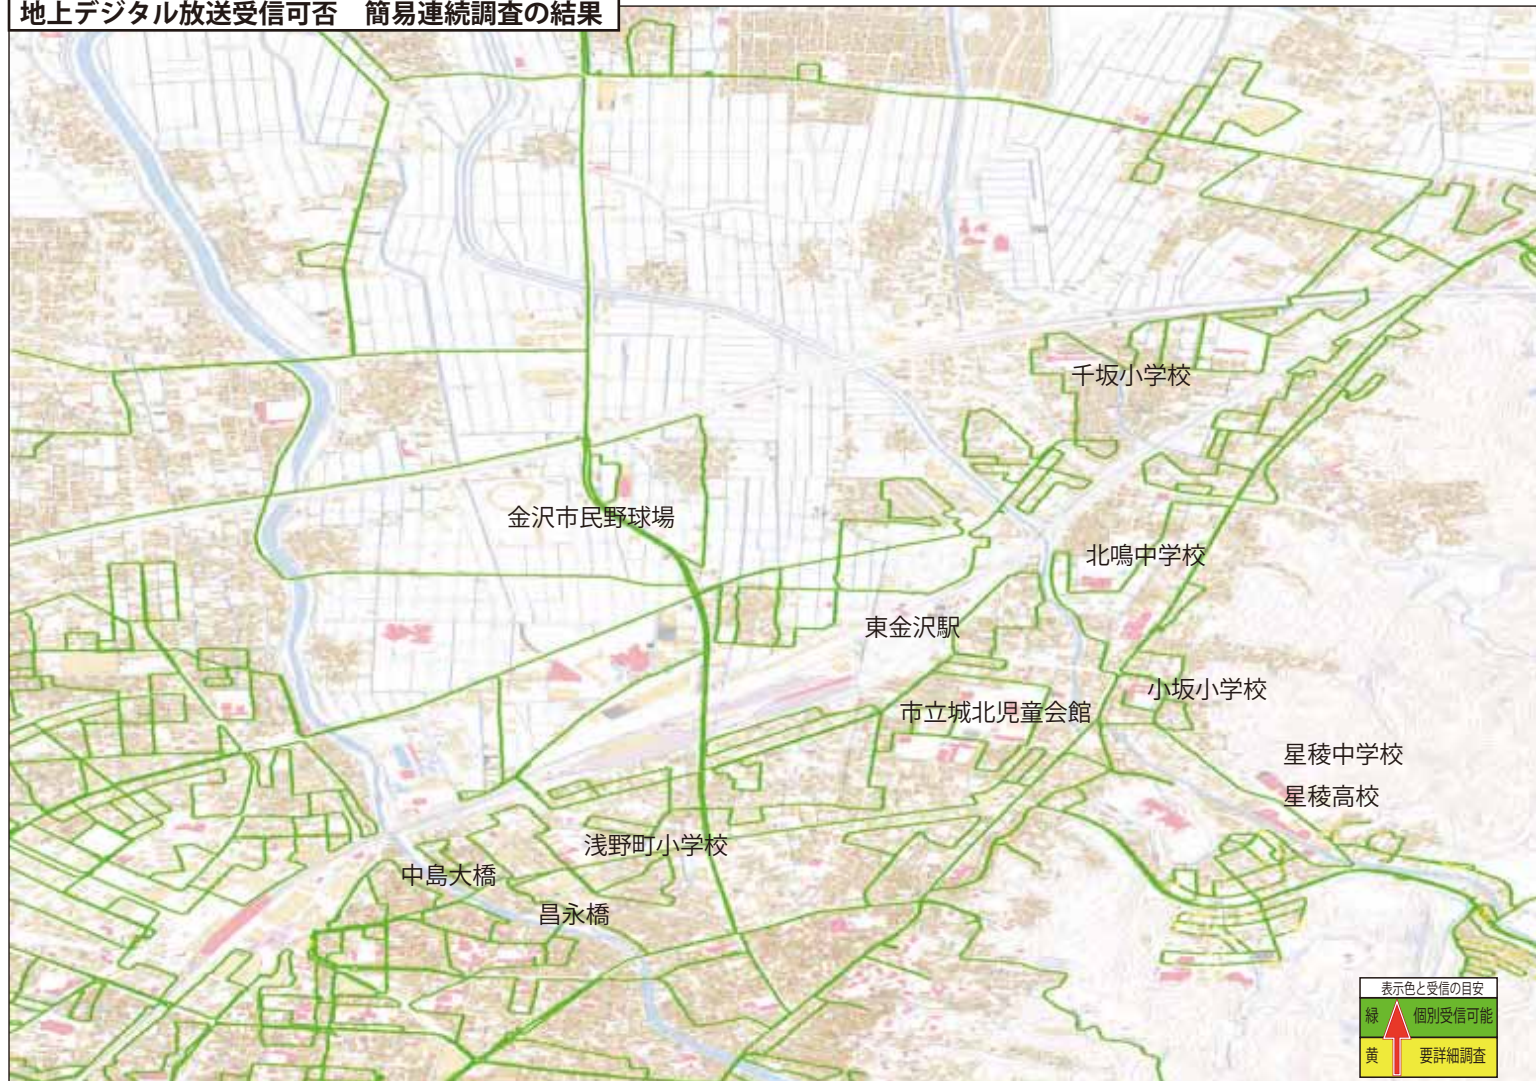 地上デジタル放送受信可否　簡易連続調査の結果
千坂小学校
金沢市民野球場
北鳴中学校
東金沢駅
小坂小学校
市立城北児童会館
星稜中学校
星稜高校
浅野町小学校
中島大橋
昌永橋
表示色と受信の目安
緑　個別受信可能
黄　要詳細調査